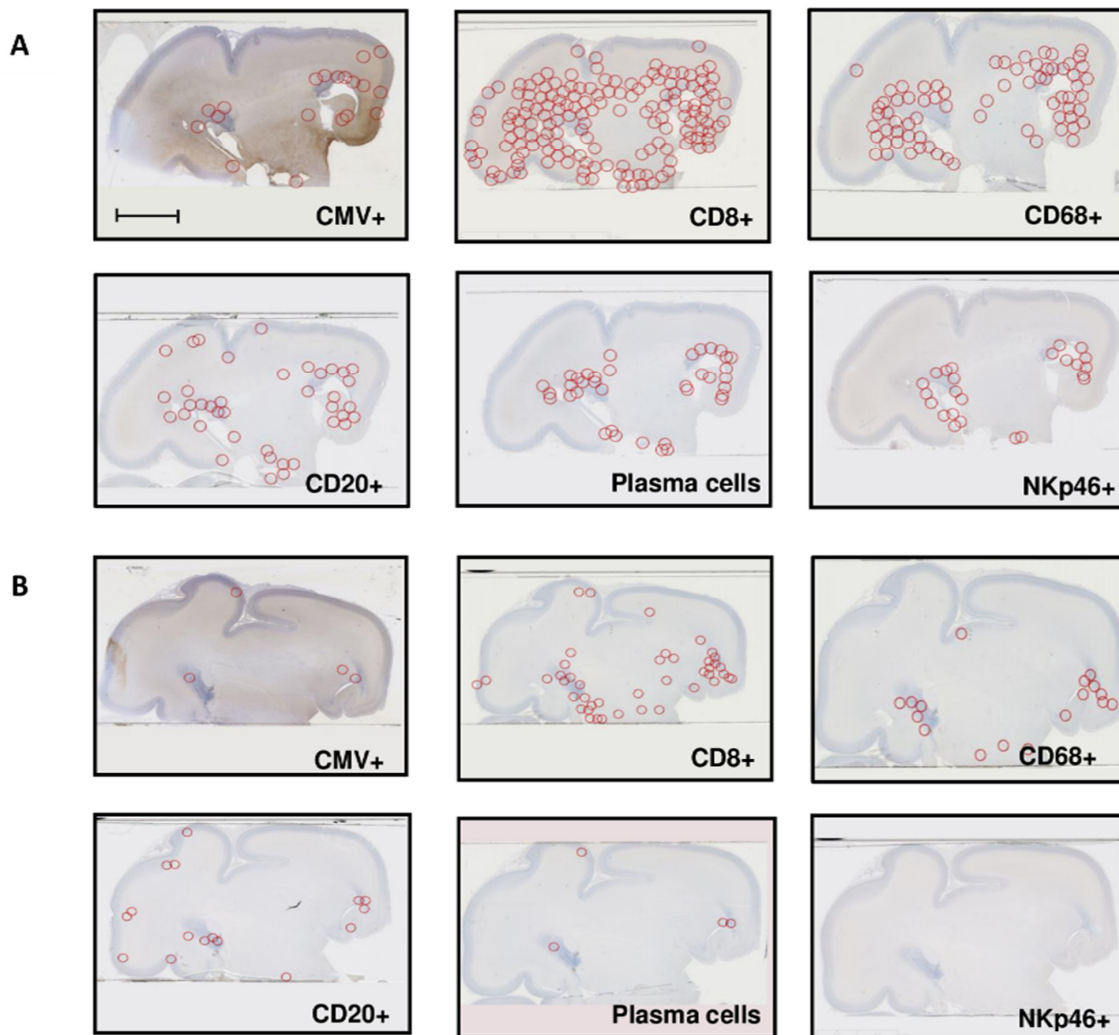 A
CMV+
CD8+
CD68+
CD20+
Plasma cells
NKp46+
B
CMV+
CD8+
CD68+
CD20+
Plasma cells
NKp46+